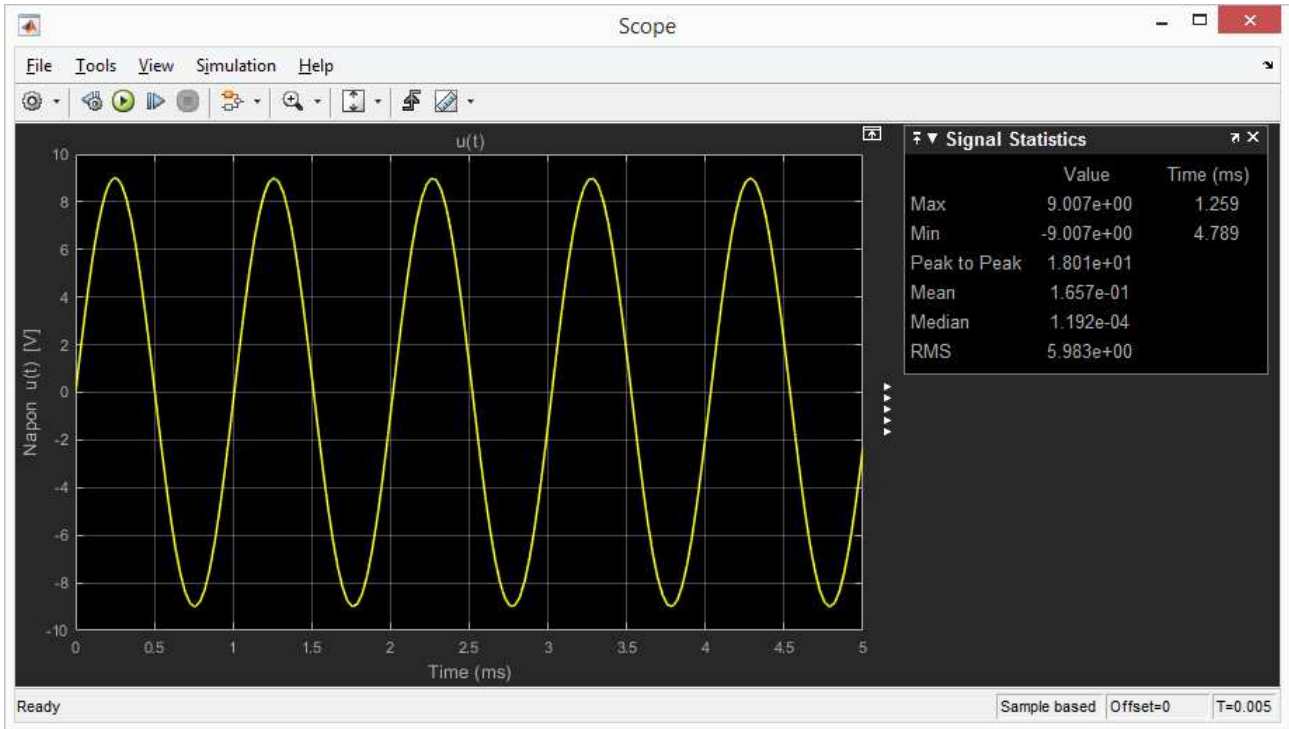 Scope
File Tools View Simulation Help
u(t)
Napon u(t) [V]
10
8
6
4
2
0
-2
-4
-6
-8
-10
0 0.5 1 1.5 2 2.5 3 3.5 4 4.5 5
Time (ms)
Signal Statistics
Value Time (ms)
Max 9.007e+00 1.259
Min -9.007e+00 4.789
Peak to Peak 1.801e+01
Mean 1.657e-01
Median 1.192e-04
RMS 5.983e+00
Ready Sample based Offset=0 T=0.005